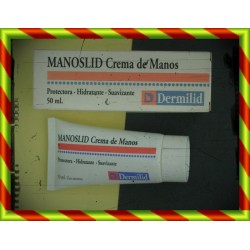 MANOSLID Crema de Manos
Protectora - Hidratante - Suavizante
50 ml.
Dermilid
MANOSLID Crema de Manos
Protectora - Hidratante - Suavizante
Dermilid